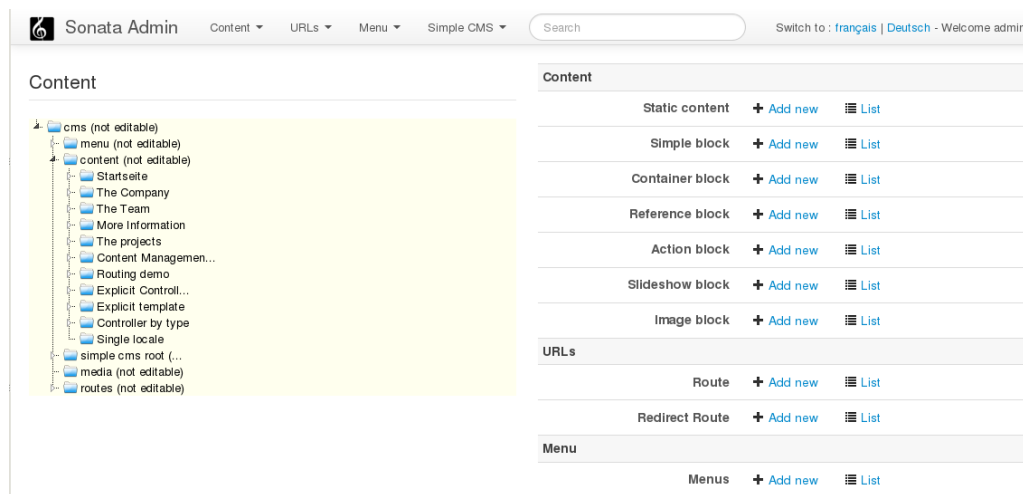 Sonata Admin Content URLs Menu Simple CMS Search Switch to : français | Deutsch - Welcome admin
Content
cms (not editable)
menu (not editable)
content (not editable)
Startseite
The Company
The Team
More Information
The projects
Content Managemen...
Routing demo
Explicit Controll...
Explicit template
Controller by type
Single locale
simple cms root (...
media (not editable)
routes (not editable)
Content
Static content Add new List
Simple block Add new List
Container block Add new List
Reference block Add new List
Action block Add new List
Slideshow block Add new List
Image block Add new List
URLs
Route Add new List
Redirect Route Add new List
Menu
Menus Add new List